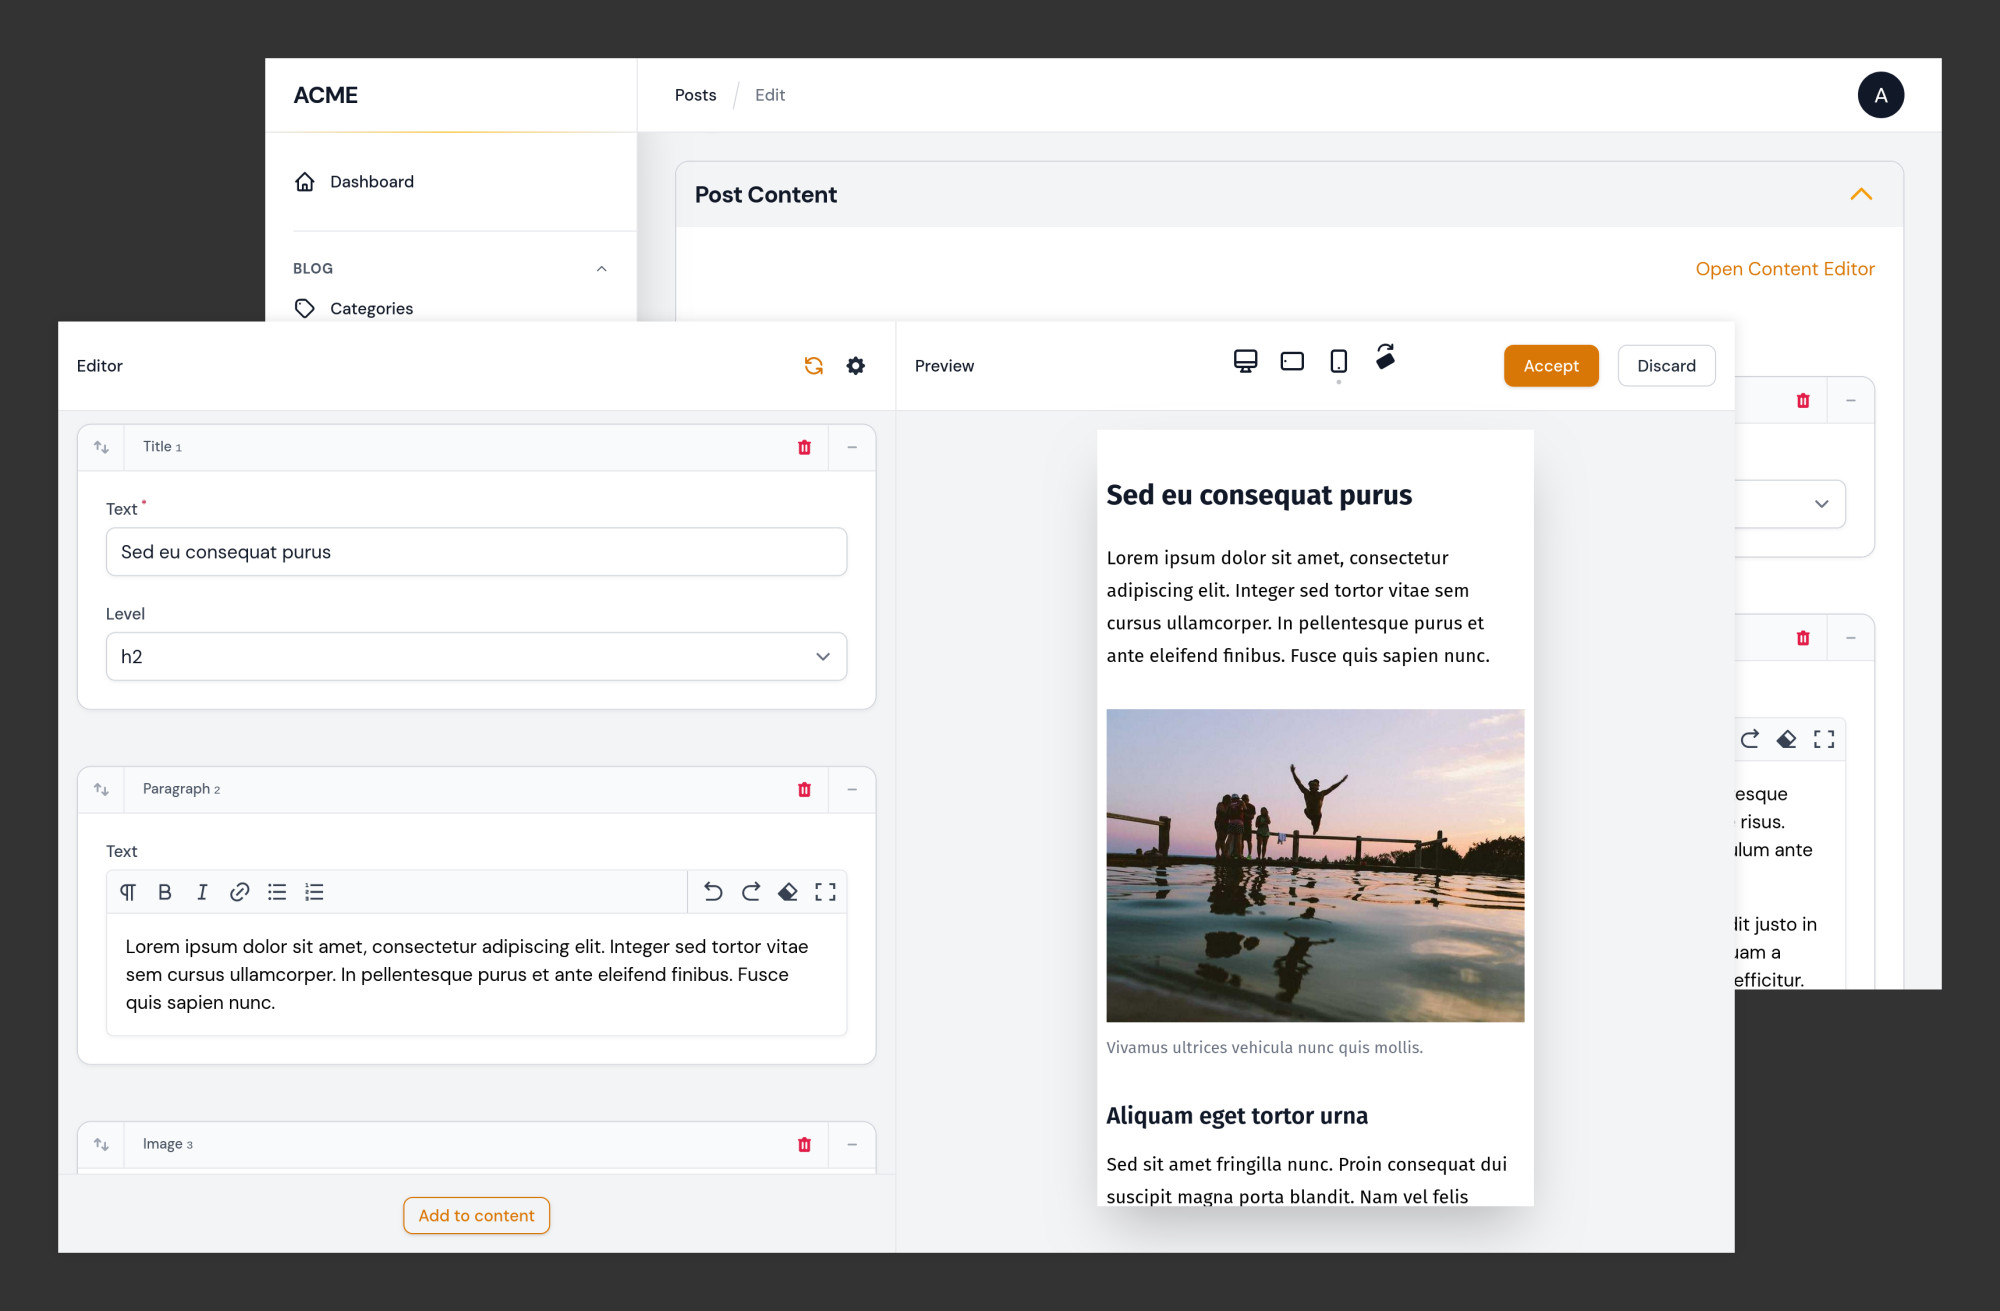 ACME
Posts / Edit
A
Dashboard
BLOG
Categories
Post Content
Open Content Editor
Editor
Title 1
Text *
Sed eu consequat purus
Level
h2
Paragraph 2
Text
B I
Lorem ipsum dolor sit amet, consectetur adipiscing elit. Integer sed tortor vitae
sem cursus ullamcorper. In pellentesque purus et ante eleifend finibus. Fusce
quis sapien nunc.
Image 3
Add to content
Preview
Accept
Discard
Sed eu consequat purus
Lorem ipsum dolor sit amet, consectetur
adipiscing elit. Integer sed tortor vitae sem
cursus ullamcorper. In pellentesque purus et
ante eleifend finibus. Fusce quis sapien nunc.
Vivamus ultrices vehicula nunc quis mollis.
Aliquam eget tortor urna
Sed sit amet fringilla nunc. Proin consequat dui
suscipit magna porta blandit. Nam vel felis
esque
risus.
ulum ante
dit justo in
uam a
efficitur.